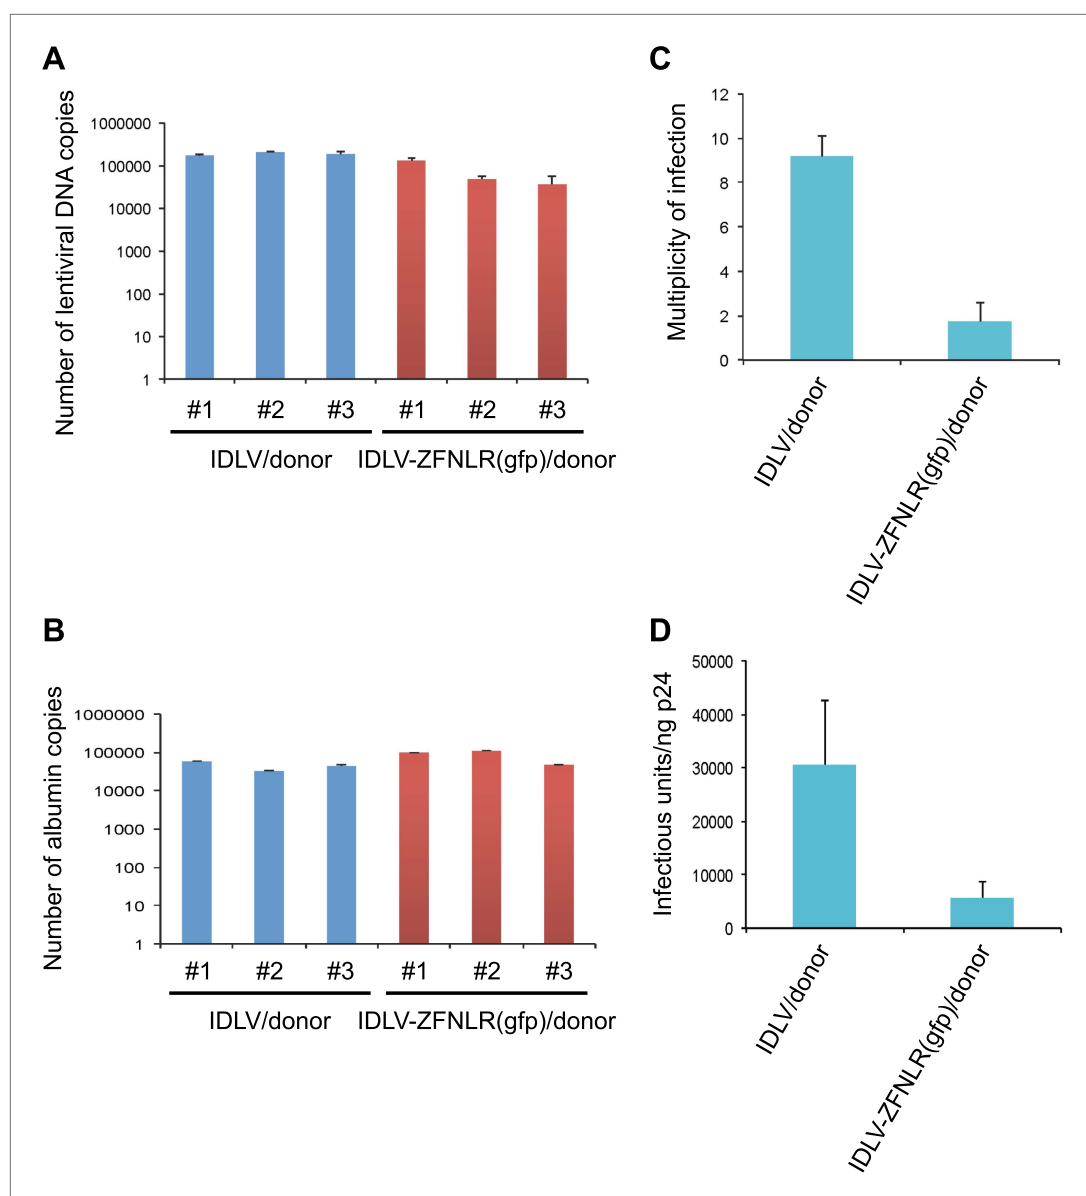 A
Number of lentiviral DNA copies
1000000
100000
10000
1000
100
10
1
#1 #2 #3 #1 #2 #3
IDLV/donor IDLV-ZFNLR(gfp)/donor
B
Number of albumin copies
1000000
100000
10000
1000
100
10
1
#1 #2 #3 #1 #2 #3
IDLV/donor IDLV-ZFNLR(gfp)/donor
C
Multiplicity of infection
12
10
8
6
4
2
0
IDLV/donor
IDLV-ZFNLR(gfp)/donor
D
Infectious units/ng p24
50000
40000
30000
20000
10000
0
IDLV/donor
IDLV-ZFNLR(gfp)/donor